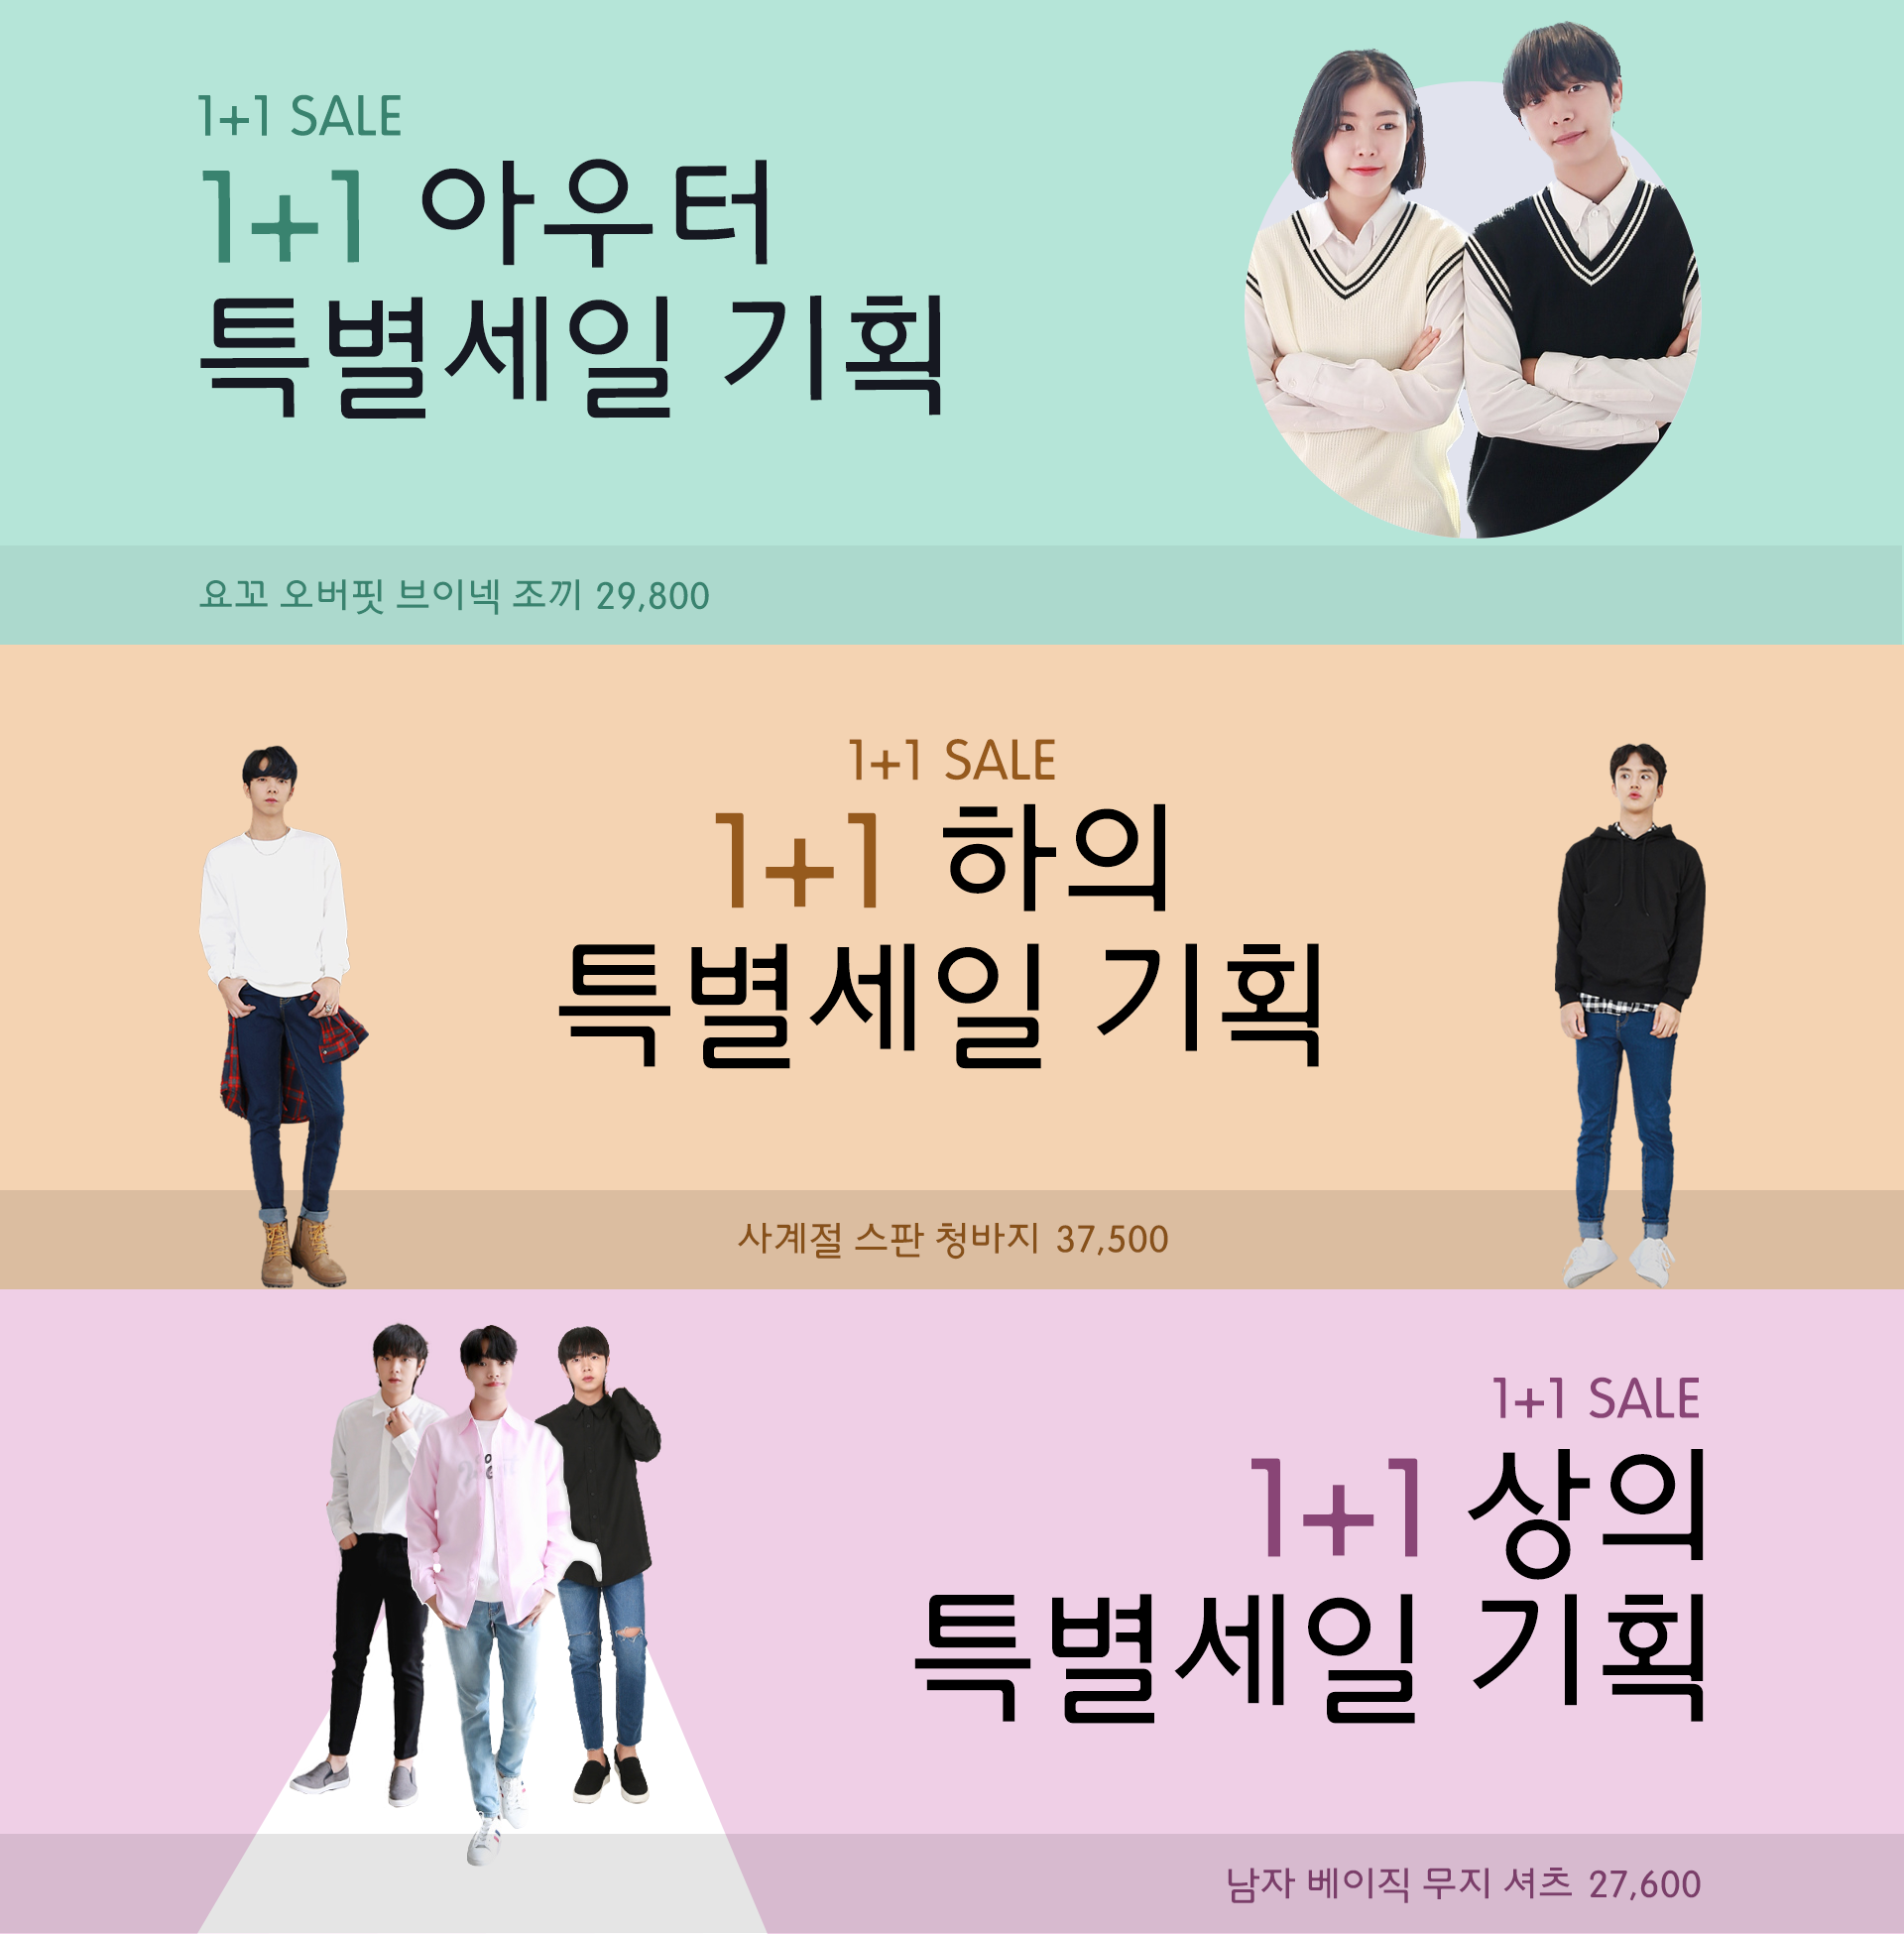 1+1 SALE
1+1 아우터
특별세일 기획
요꼬 오버핏 브이넥 조끼 29,800
1+1 SALE
1+1 하의
특별세일 기획
사계절 스판 청바지 37,500
1+1 SALE
1+1 상의
특별세일 기획
남자 베이직 무지 셔츠 27,600